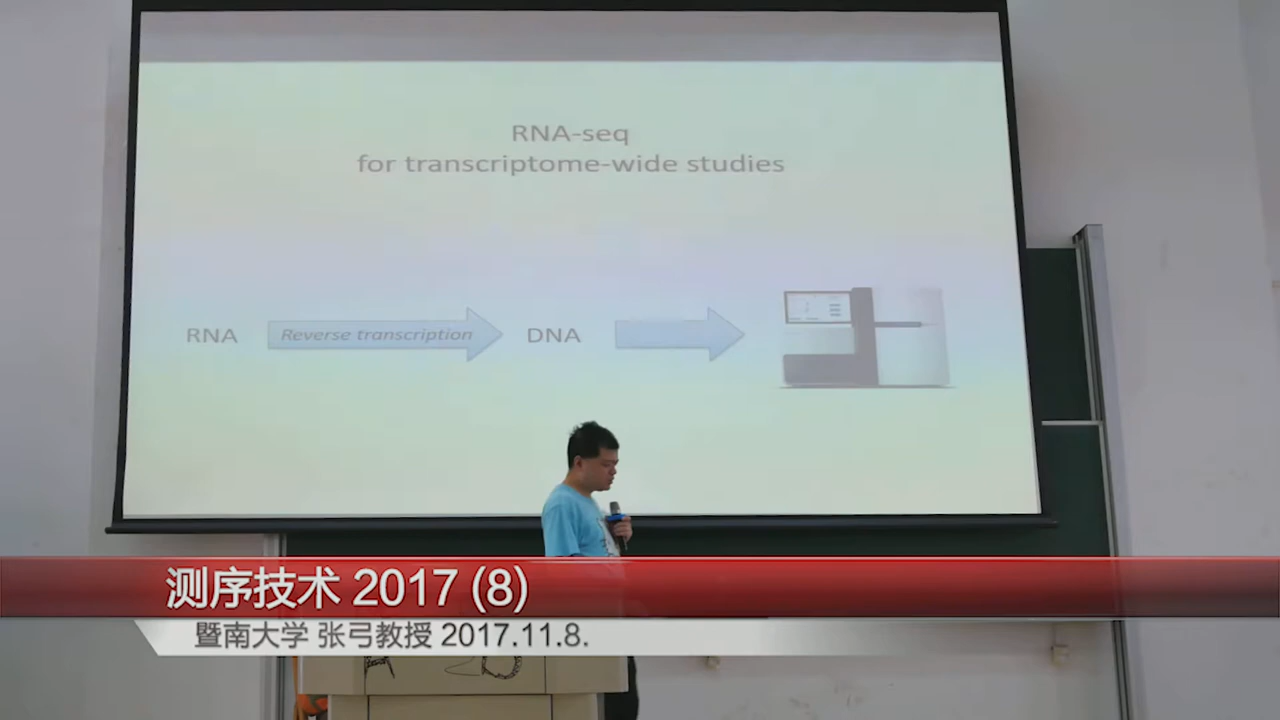 RNA-seq
for transcriptome-wide studies
RNA
Reverse transcription
DNA
测序技术 2017 (8)
暨南大学 张弓教授 2017.11.8.